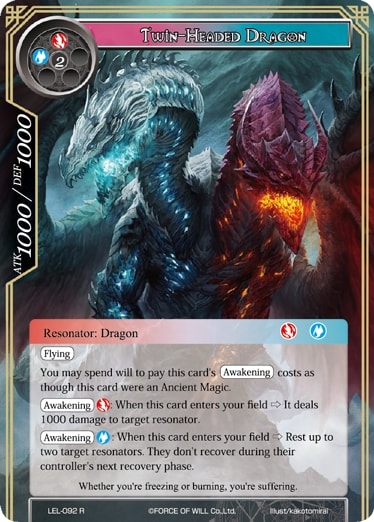 Twin-Headed Dragon
2
ATK 1000 / DEF 1000
Resonator: Dragon
Flying
You may spend will to pay this card's Awakening costs as
though this card were an Ancient Magic.
Awakening : When this card enters your field ⇨ It deals
1000 damage to target resonator.
Awakening : When this card enters your field ⇨ Rest up to
two target resonators. They don't recover during their
controller's next recovery phase.
Whether you're freezing or burning, you're suffering.
LEL-092 R ©FORCE OF WILL Co.,Ltd. Illust/kakotomirai